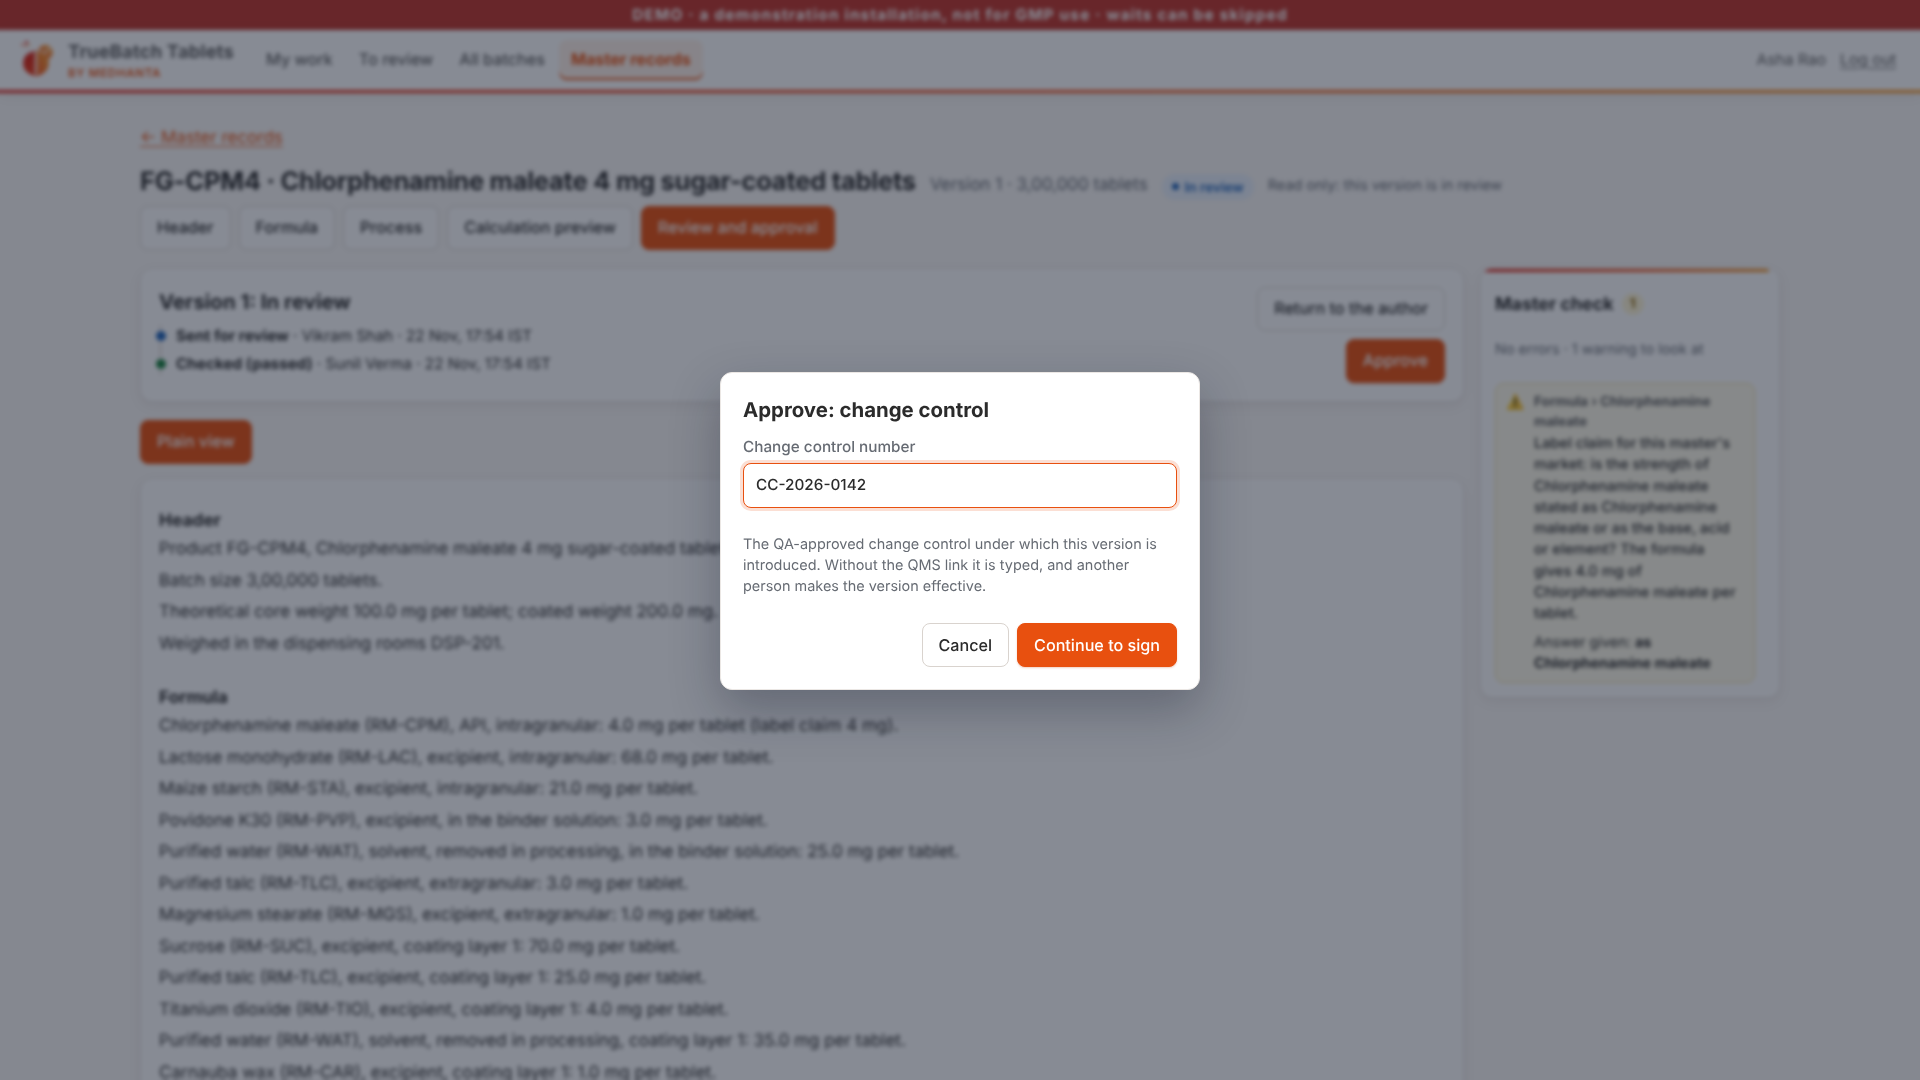 DEMO · a demonstration installation, not for GMP use · waits can be skipped
TrueBatch Tablets
BY MEDHANTA
My work
To review
All batches
Master records
Asha Rao
Log out
← Master records
FG-CPM4 · Chlorphenamine maleate 4 mg sugar-coated tablets
Version 1 · 3,00,000 tablets
In review
Read only: this version is in review
Header
Formula
Process
Calculation preview
Review and approval
Version 1: In review
Sent for review · Vikram Shah · 22 Nov, 17:54 IST
Checked (passed) · Sunil Verma · 22 Nov, 17:54 IST
Return to the author
Approve
Master check 1
No errors · 1 warning to look at
Formula › Chlorphenamine
maleate
Label claim for this master's
market: is the strength of
Chlorphenamine maleate
stated as Chlorphenamine
maleate or as the base, acid
or element? The formula
gives 4.0 mg of
Chlorphenamine maleate per
tablet.
Answer given: as
Chlorphenamine maleate
Approve: change control
Change control number
CC-2026-0142
The QA-approved change control under which this version is
introduced. Without the QMS link it is typed, and another
person makes the version effective.
Cancel
Continue to sign
Plain view
Header
Product FG-CPM4, Chlorphenamine maleate 4 mg sugar-coated
Batch size 3,00,000 tablets.
Theoretical core weight 100.0 mg per tablet; coated weight 200.0 mg.
Weighed in the dispensing rooms DSP-201.
Formula
Chlorphenamine maleate (RM-CPM), API, intragranular: 4.0 mg per tablet (label claim 4 mg).
Lactose monohydrate (RM-LAC), excipient, intragranular: 68.0 mg per tablet.
Maize starch (RM-STA), excipient, intragranular: 21.0 mg per tablet.
Povidone K30 (RM-PVP), excipient, in the binder solution: 3.0 mg per tablet.
Purified water (RM-WAT), solvent, removed in processing, in the binder solution: 25.0 mg per tablet.
Purified talc (RM-TLC), excipient, extragranular: 3.0 mg per tablet.
Magnesium stearate (RM-MGS), excipient, extragranular: 1.0 mg per tablet.
Sucrose (RM-SUC), excipient, coating layer 1: 70.0 mg per tablet.
Purified talc (RM-TLC), excipient, coating layer 1: 25.0 mg per tablet.
Titanium dioxide (RM-TIO), excipient, coating layer 1: 4.0 mg per tablet.
Purified water (RM-WAT), solvent, removed in processing, coating layer 1: 35.0 mg per tablet.
Carnauba wax (RM-CAR), excipient, coating layer 1: 1.0 mg per tablet.